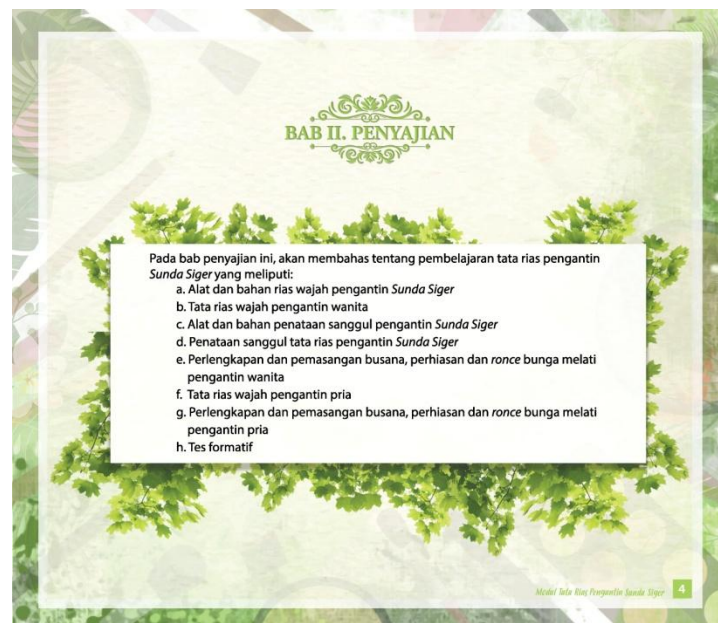 BAB II. PENYAJIAN
Pada bab penyajian ini, akan membahas tentang pembelajaran tata rias pengantin
Sunda Siger yang meliputi:
a. Alat dan bahan rias wajah pengantin Sunda Siger
b. Tata rias wajah pengantin wanita
c. Alat dan bahan penataan sanggul pengantin Sunda Siger
d. Penataan sanggul tata rias pengantin Sunda Siger
e. Perlengkapan dan pemasangan busana, perhiasan dan ronce bunga melati
pengantin wanita
f. Tata rias wajah pengantin pria
g. Perlengkapan dan pemasangan busana, perhiasan dan ronce bunga melati
pengantin pria
h. Tes formatif
Modul Tata Rias Pengantin Sunda Siger 4